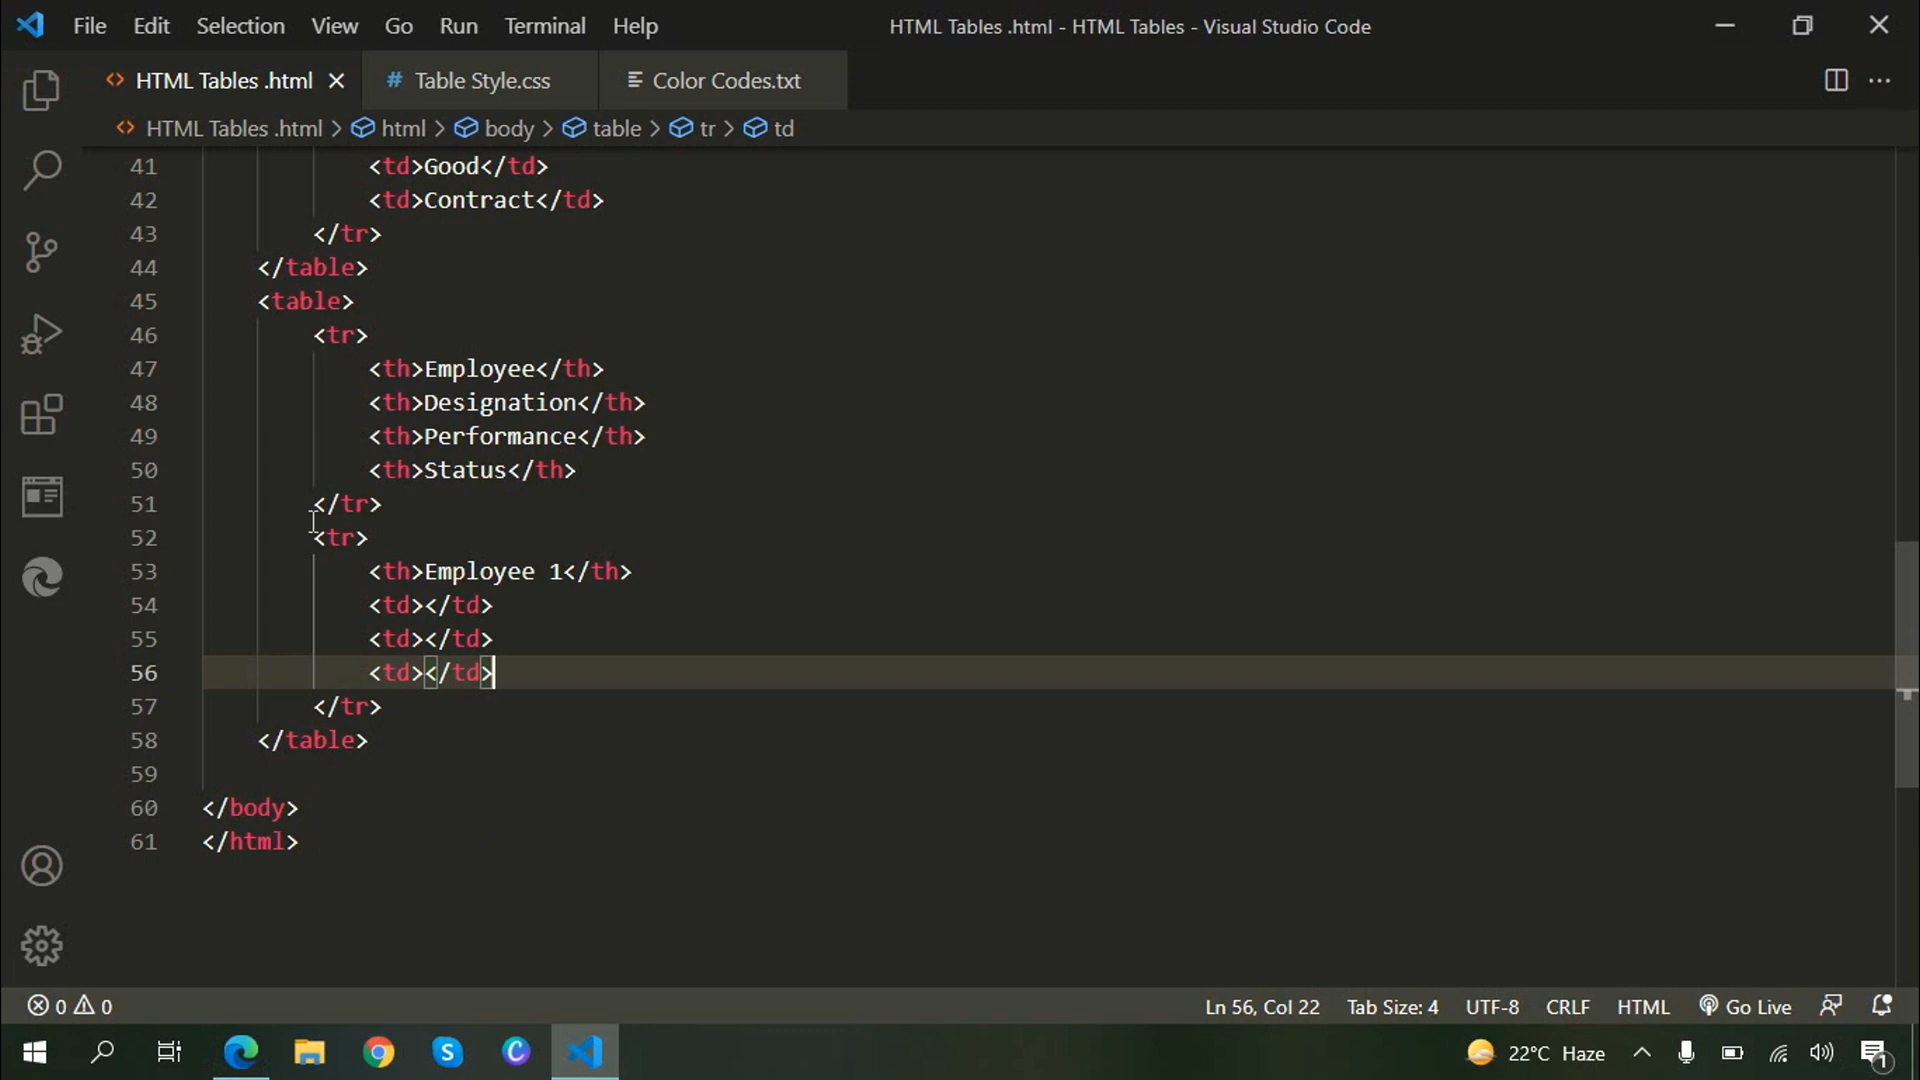 File Edit Selection View Go Run Terminal Help HTML Tables .html - HTML Tables - Visual Studio Code
<> HTML Tables .html # Table Style.css Color Codes.txt
<> HTML Tables .html > html > body > table > tr > td
41 <td>Good</td>
42 <td>Contract</td>
43 </tr>
44 </table>
45 <table>
46 <tr>
47 <th>Employee</th>
48 <th>Designation</th>
49 <th>Performance</th>
50 <th>Status</th>
51 </tr>
52 <tr>
53 <th>Employee 1</th>
54 <td></td>
55 <td></td>
56 <td></td>
57 </tr>
58 </table>
59
60 </body>
61 </html>
0 0 Ln 56, Col 22 Tab Size: 4 UTF-8 CRLF HTML Go Live
22°C Haze 1